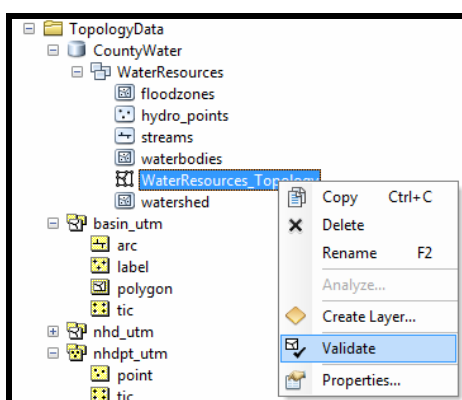 TopologyData
CountyWater
WaterResources
floodzones
hydro_points
streams
waterbodies
WaterResources_Topology
watershed
basin_utm
arc
label
polygon
tic
nhd_utm
nhdpt_utm
point
tic
Copy Ctrl+C
Delete
Rename F2
Analyze...
Create Layer...
Validate
Properties...